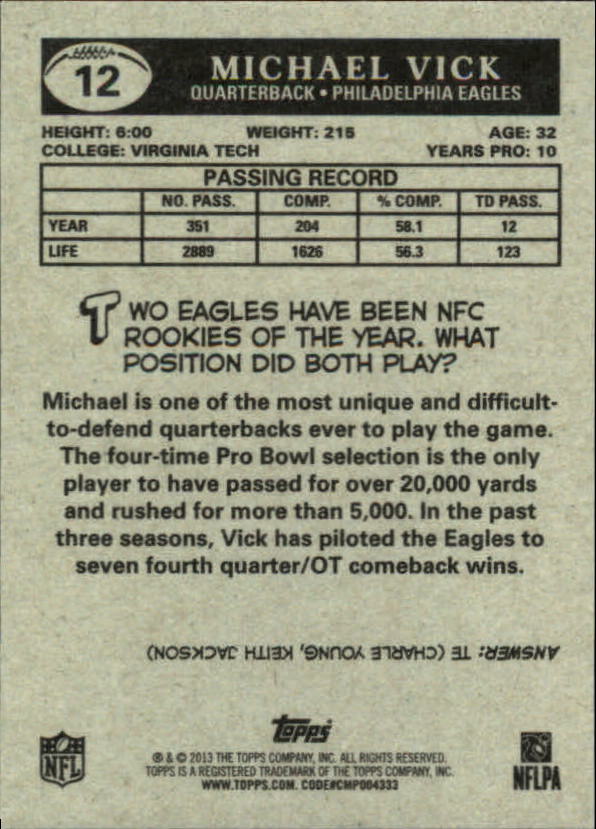 12
MICHAEL VICK
QUARTERBACK • PHILADELPHIA EAGLES
HEIGHT: 6:00 WEIGHT: 215 AGE: 32
COLLEGE: VIRGINIA TECH YEARS PRO: 10
PASSING RECORD
NO. PASS. COMP. % COMP. TD PASS.
YEAR 351 204 58.1 12
LIFE 2889 1626 56.3 123
TWO EAGLES HAVE BEEN NFC
ROOKIES OF THE YEAR. WHAT
POSITION DID BOTH PLAY?
Michael is one of the most unique and difficult-
to-defend quarterbacks ever to play the game.
The four-time Pro Bowl selection is the only
player to have passed for over 20,000 yards
and rushed for more than 5,000. In the past
three seasons, Vick has piloted the Eagles to
seven fourth quarter/OT comeback wins.
ANSWER: TE (CHARLE YOUNG, KEITH JACKSON)
topps
® & © 2013 THE TOPPS COMPANY, INC. ALL RIGHTS RESERVED.
TOPPS IS A REGISTERED TRADEMARK OF THE TOPPS COMPANY, INC.
WWW.TOPPS.COM. CODE#CMP004333
NFL
NFLPA